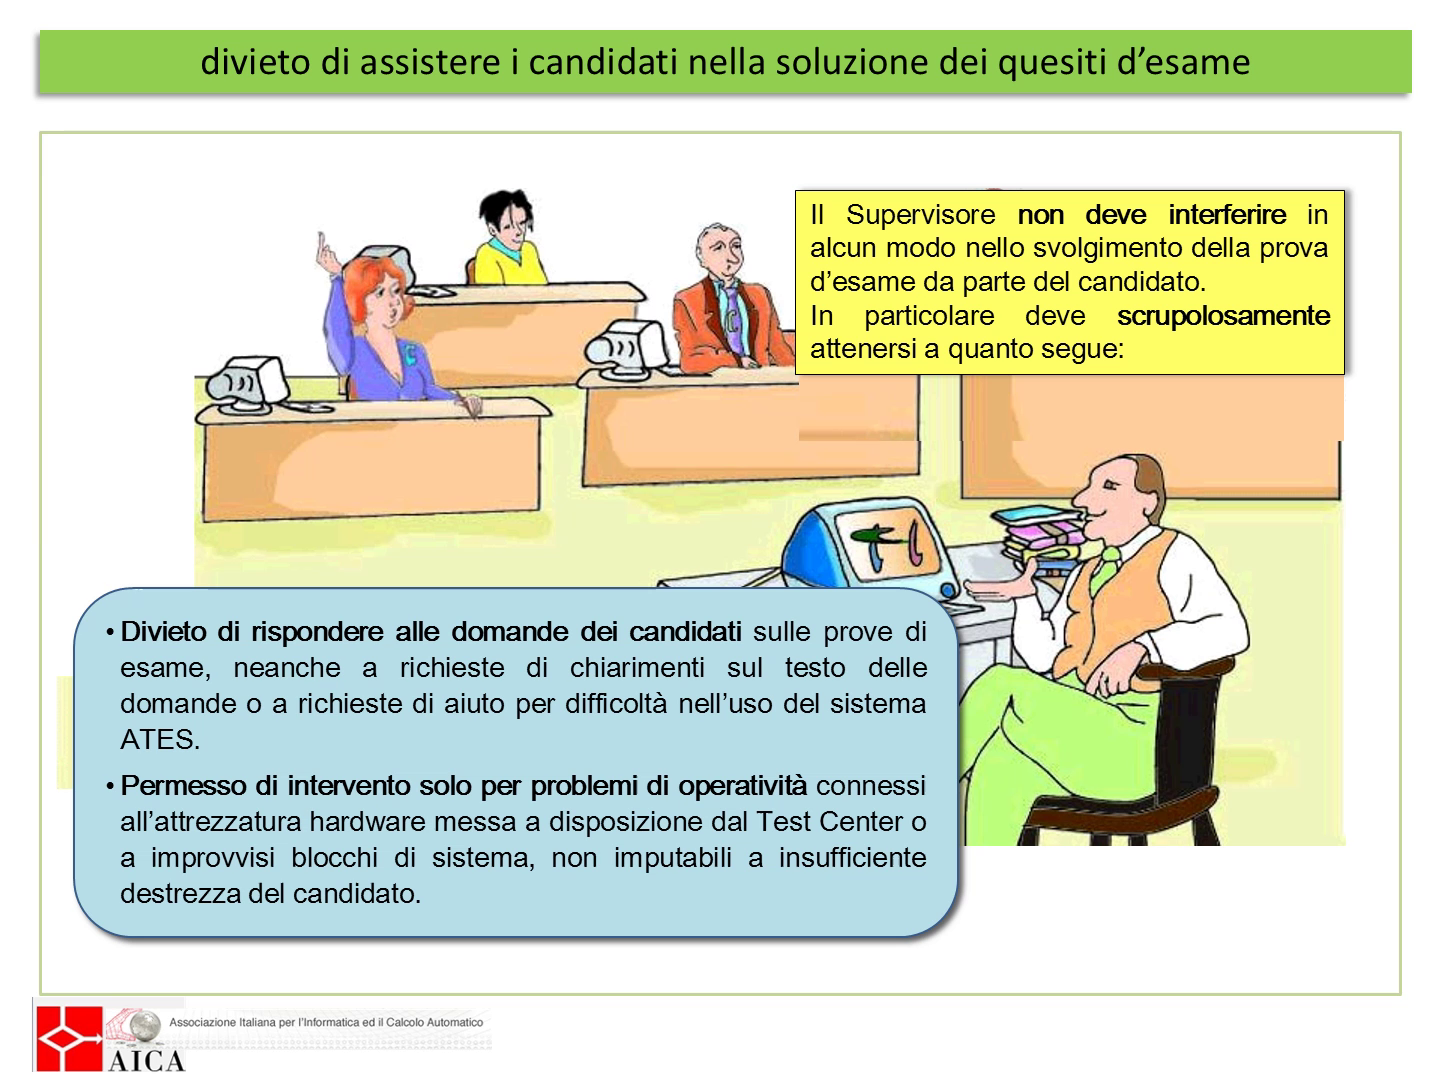 divieto di assistere i candidati nella soluzione dei quesiti d’esame
Il Supervisore non deve interferire in
alcun modo nello svolgimento della prova
d’esame da parte del candidato.
In particolare deve scrupolosamente
attenersi a quanto segue:
• Divieto di rispondere alle domande dei candidati sulle prove di
esame, neanche a richieste di chiarimenti sul testo delle
domande o a richieste di aiuto per difficoltà nell’uso del sistema
ATES.
• Permesso di intervento solo per problemi di operatività connessi
all’attrezzatura hardware messa a disposizione dal Test Center o
a improvvisi blocchi di sistema, non imputabili a insufficiente
destrezza del candidato.
Associazione Italiana per l’Informatica ed il Calcolo Automatico
AICA